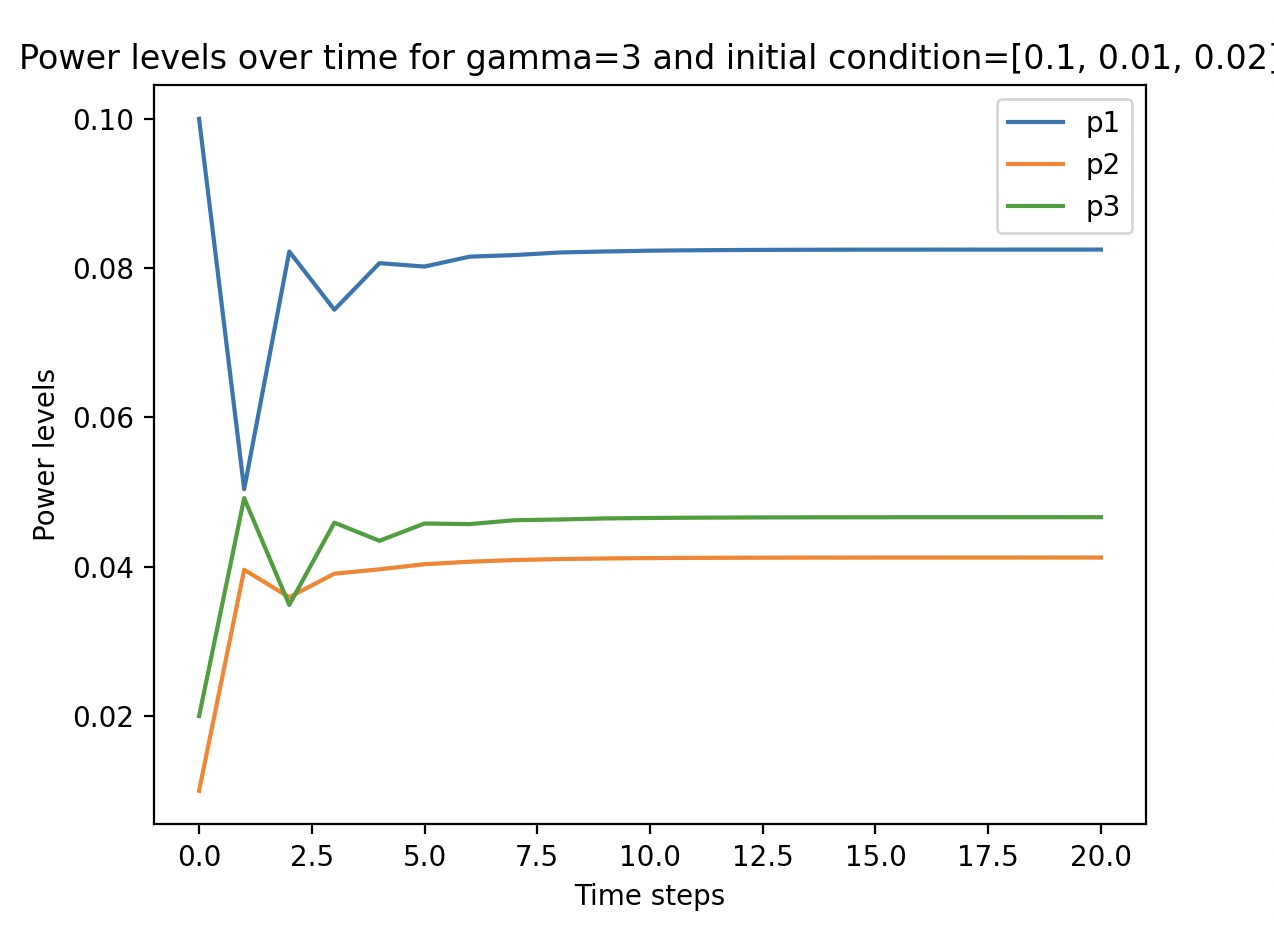 Power levels over time for gamma=3 and initial condition=[0.1, 0.01, 0.02]
p1
p2
p3
0.10
0.08
0.06
0.04
0.02
Power levels
0.0 2.5 5.0 7.5 10.0 12.5 15.0 17.5 20.0
Time steps